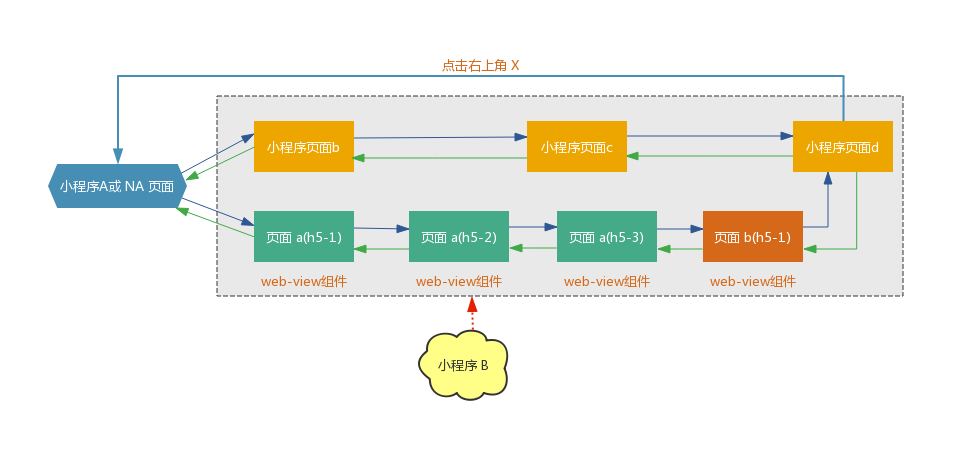 点击右上角 X
小程序页面b
小程序页面c
小程序页面d
小程序A或 NA 页面
页面 a(h5-1)
页面 a(h5-2)
页面 a(h5-3)
页面 b(h5-1)
web-view组件
web-view组件
web-view组件
web-view组件
小程序 B